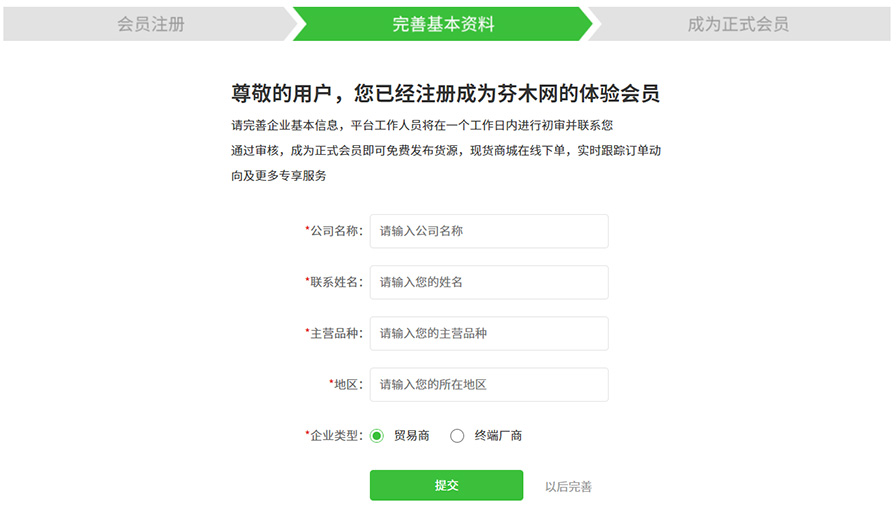 会员注册 完善基本资料 成为正式会员
尊敬的用户，您已经注册成为芬木网的体验会员
请完善企业基本信息，平台工作人员将在一个工作日内进行初审并联系您
通过审核，成为正式会员即可免费发布货源，现货商城在线下单，实时跟踪订单动
向及更多专享服务
*公司名称： 请输入公司名称
*联系姓名： 请输入您的姓名
*主营品种： 请输入您的主营品种
*地区： 请输入您的所在地区
*企业类型： 贸易商 终端厂商
提交 以后完善